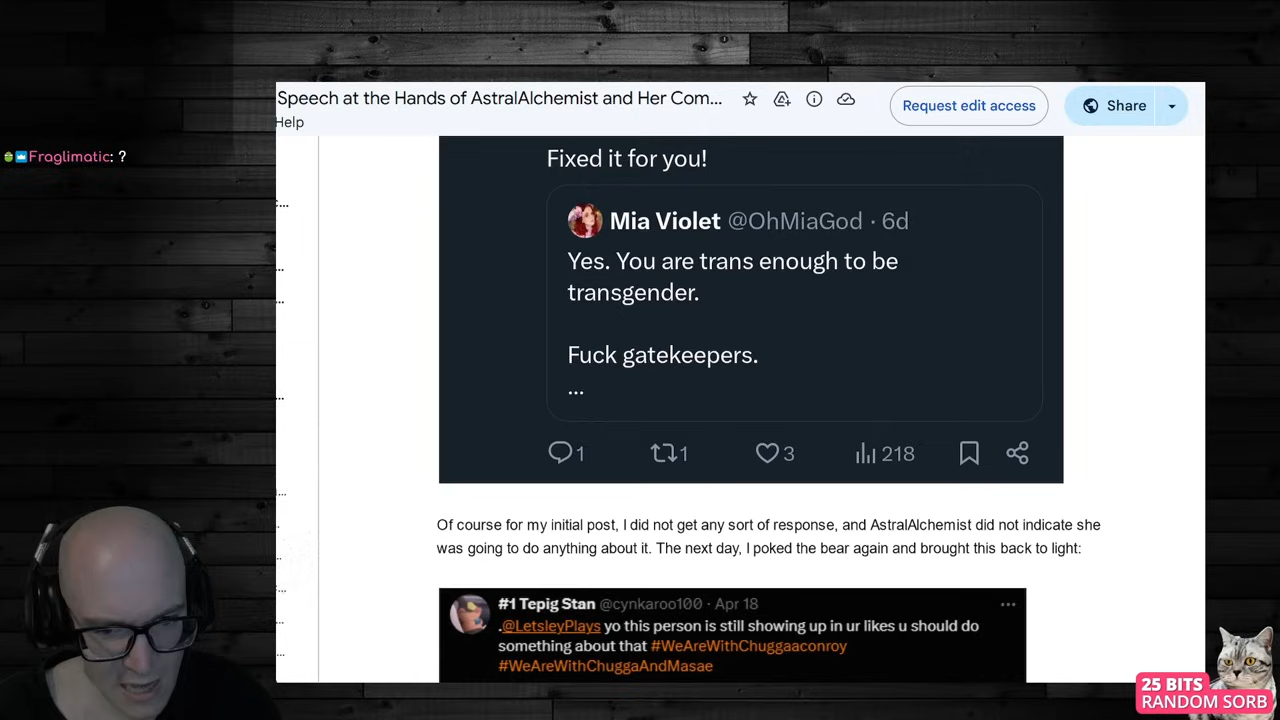 Speech at the Hands of AstralAlchemist and Her Com...
Request edit access
Share
Help
Fraglimatic: ?
Fixed it for you!
Mia Violet @OhMiaGod · 6d
Yes. You are trans enough to be
transgender.
Fuck gatekeepers.
...
1
1
3
218
Of course for my initial post, I did not get any sort of response, and AstralAlchemist did not indicate she
was going to do anything about it. The next day, I poked the bear again and brought this back to light:
#1 Tepig Stan @cynkaroo100 · Apr 18
.@LetsleyPlays yo this person is still showing up in ur likes u should do
something about that #WeAreWithChuggaaconroy
#WeAreWithChuggaAndMasae
25 BITS
RANDOM SORB